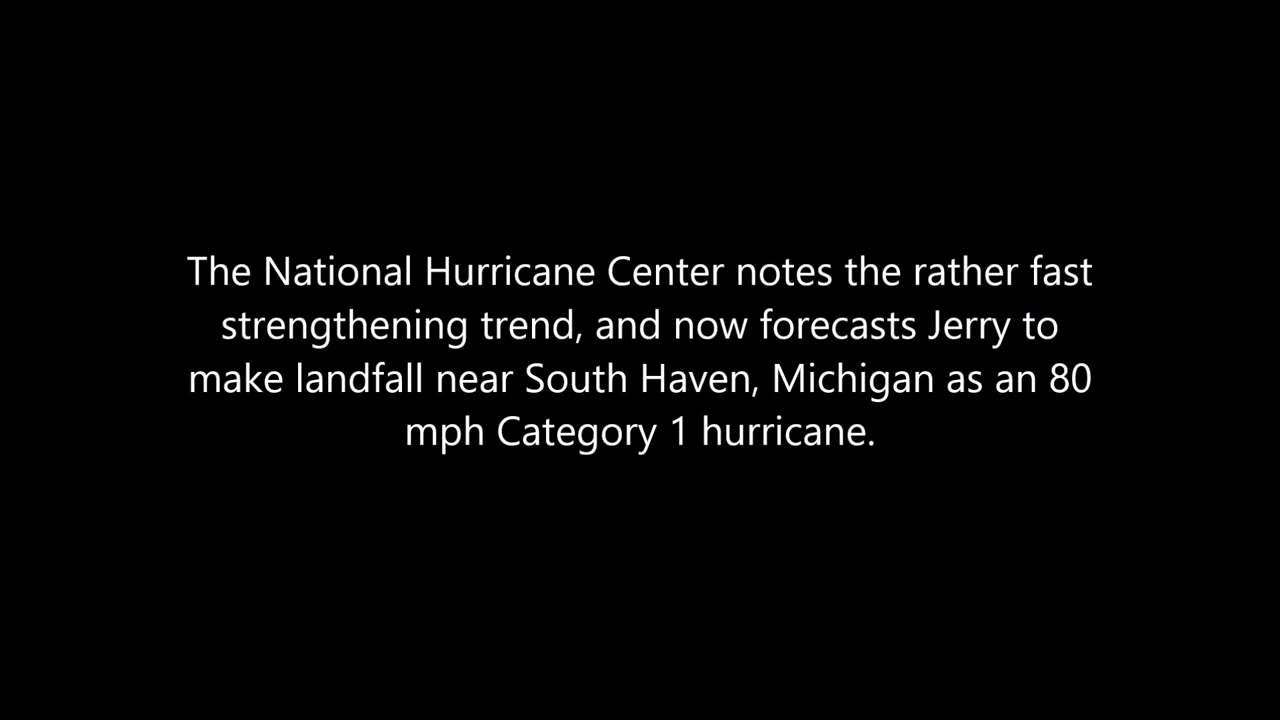 The National Hurricane Center notes the rather fast
strengthening trend, and now forecasts Jerry to
make landfall near South Haven, Michigan as an 80
mph Category 1 hurricane.